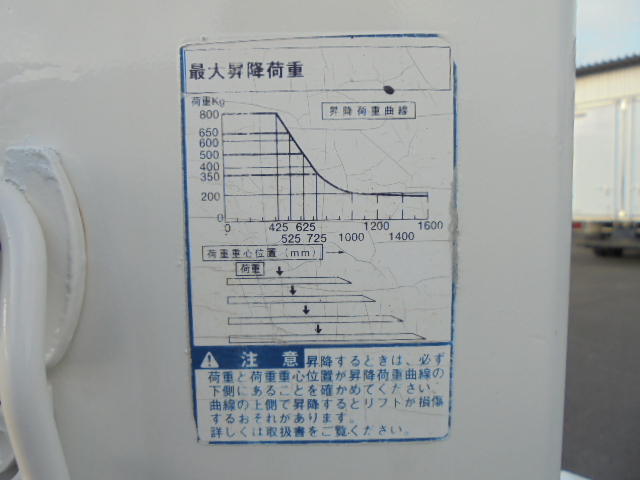 最大昇降荷重
荷重Kg
昇降荷重曲線
800
650
600
500
400
350
200
0
0 425 625 1200 1600
525 725 1000 1400
荷重重心位置(mm)
荷重
注意 昇降するときは、必ず
荷重と荷重重心位置が昇降荷重曲線の
下側にあることを確かめてください。
曲線の上側で昇降するとリフトが損傷
するおそれがあります。
詳しくは取扱書をご覧ください。